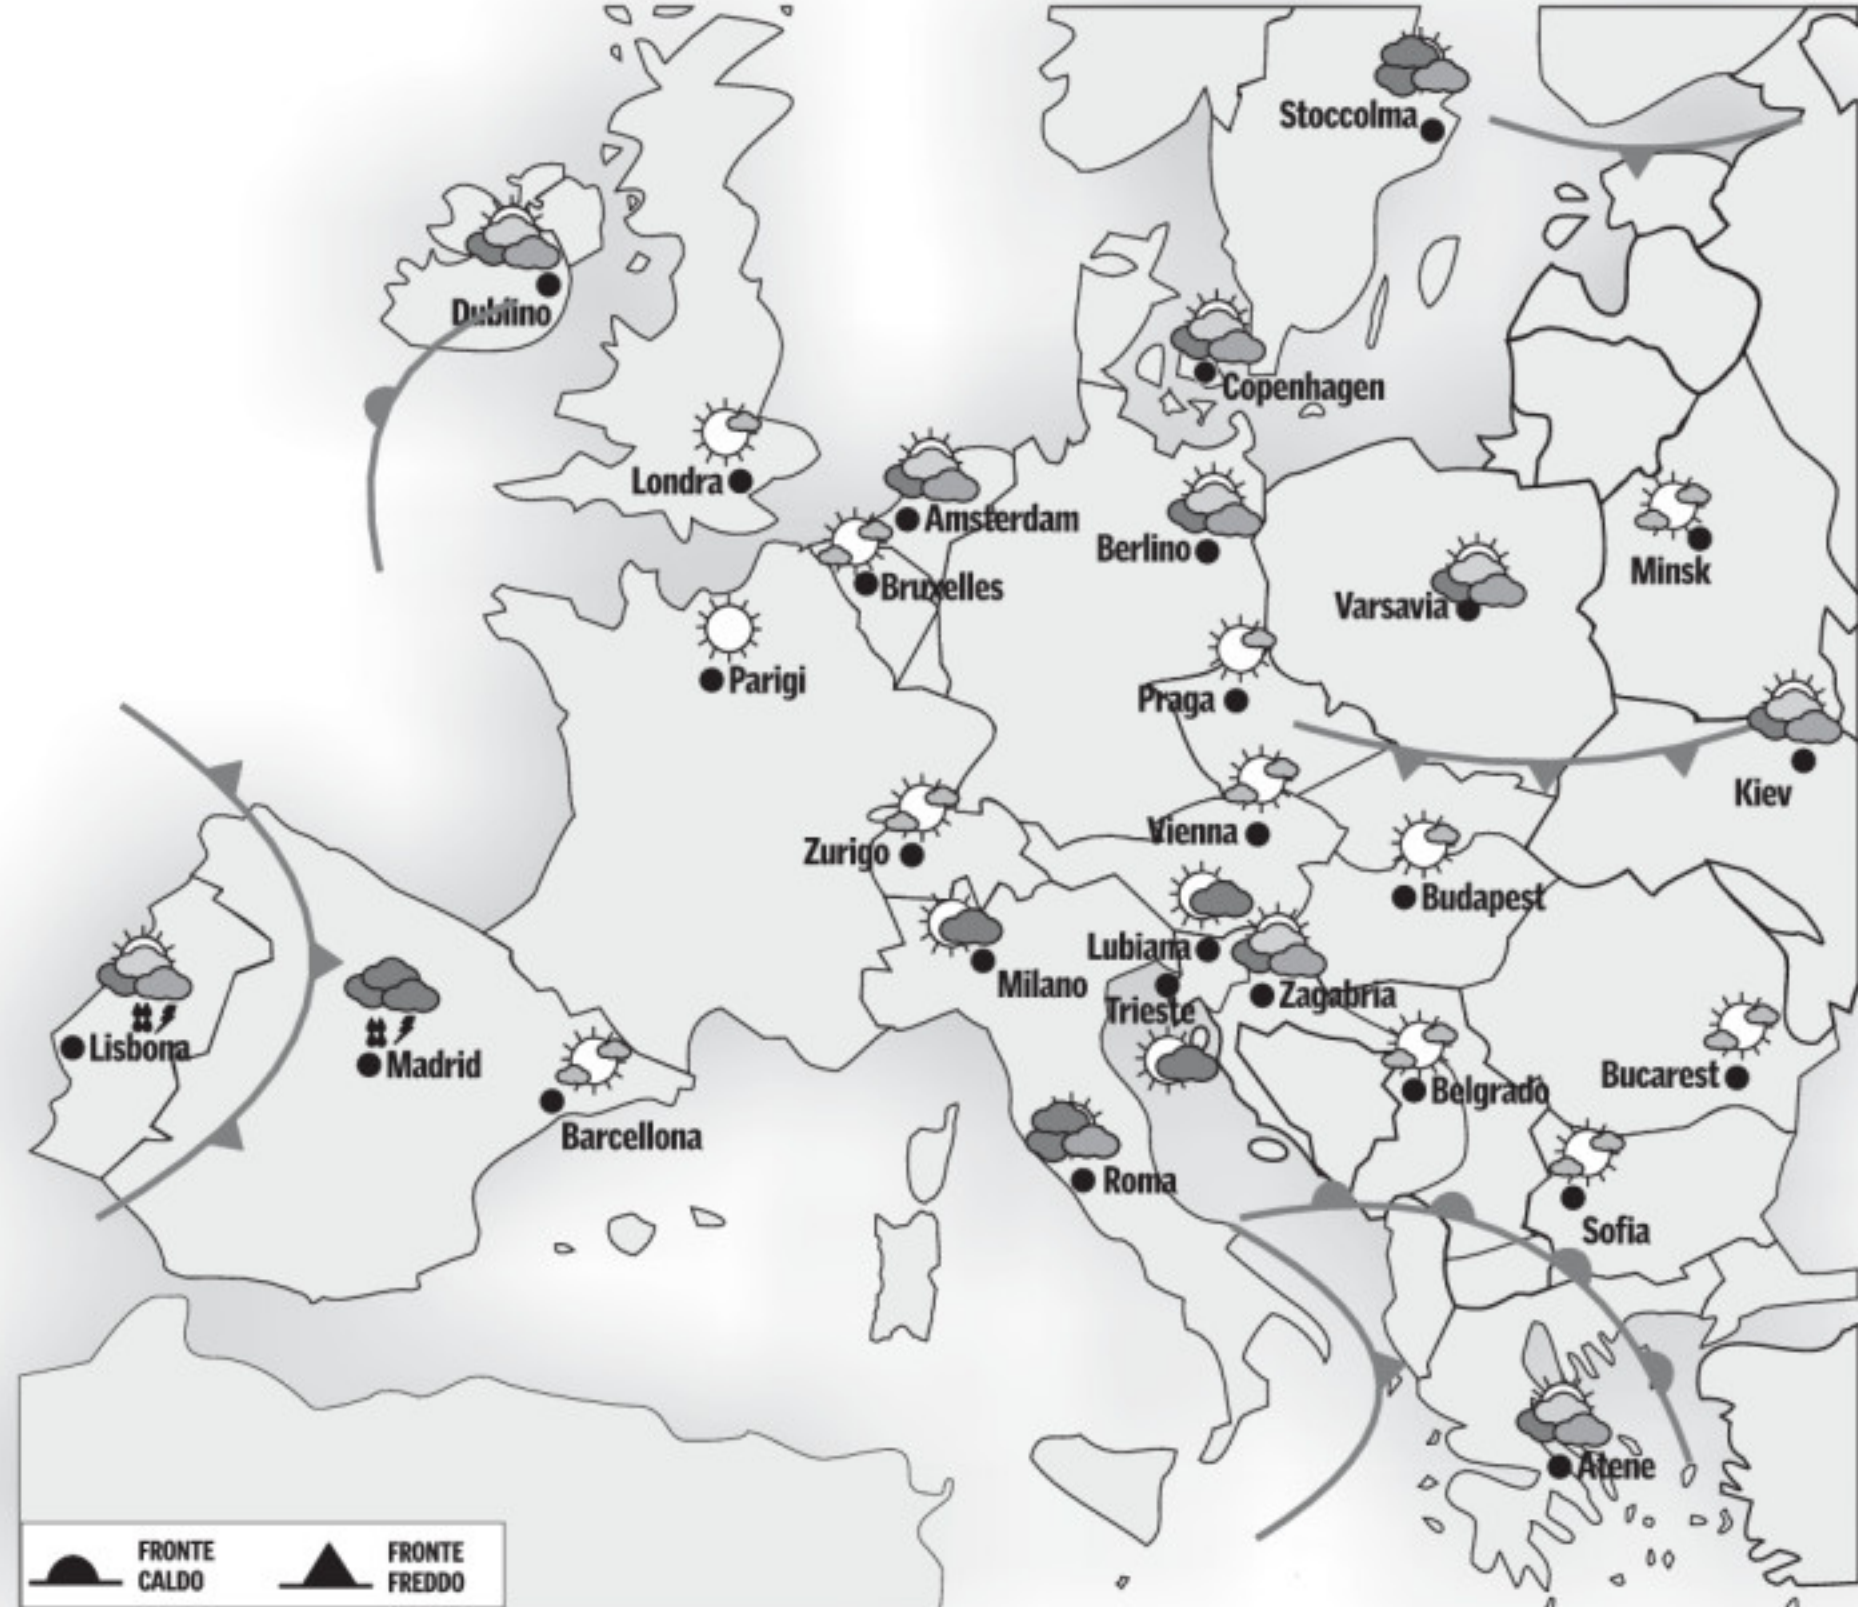 Stoccolma
Dublino
Copenhagen
Londra
Amsterdam
Berlino
Minsk
Bruxelles
Varsavia
Parigi
Praga
Kiev
Vienna
Zurigo
Budapest
Lubiana
Milano
Zagabria
Trieste
Lisbona
Madrid
Bucarest
Belgrado
Barcellona
Roma
Sofia
Atene
FRONTE
CALDO
FRONTE
FREDDO